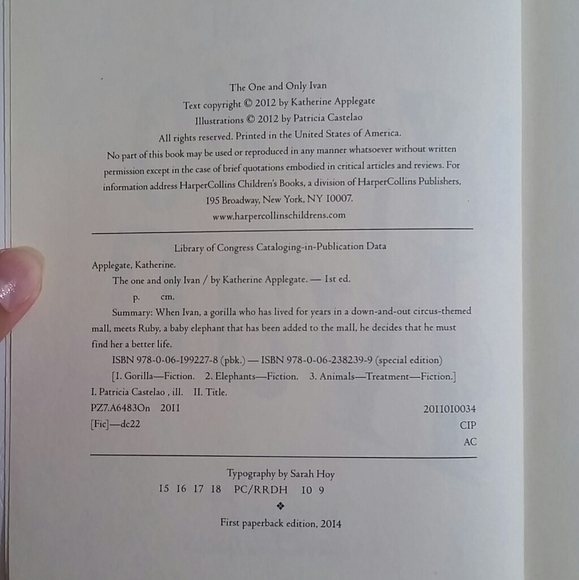 The One and Only Ivan
Text copyright © 2012 by Katherine Applegate
Illustrations © 2012 by Patricia Castelao
All rights reserved. Printed in the United States of America.
No part of this book may be used or reproduced in any manner whatsoever without written
permission except in the case of brief quotations embodied in critical articles and reviews. For
information address HarperCollins Children's Books, a division of HarperCollins Publishers,
195 Broadway, New York, NY 10007.
www.harpercollinschildrens.com
Library of Congress Cataloging-in-Publication Data
Applegate, Katherine.
The one and only Ivan / by Katherine Applegate. — 1st ed.
p. cm.
Summary: When Ivan, a gorilla who has lived for years in a down-and-out circus-themed
mall, meets Ruby, a baby elephant that has been added to the mall, he decides that he must
find her a better life.
ISBN 978-0-06-199227-8 (pbk.) — ISBN 978-0-06-238239-9 (special edition)
[1. Gorilla—Fiction. 2. Elephants—Fiction. 3. Animals—Treatment—Fiction.]
I. Patricia Castelao , ill. II. Title.
PZ7.A6483On 2011 2011010034
[Fic]—dc22 CIP
AC
Typography by Sarah Hoy
15 16 17 18 PC/RRDH 10 9
❖
First paperback edition, 2014